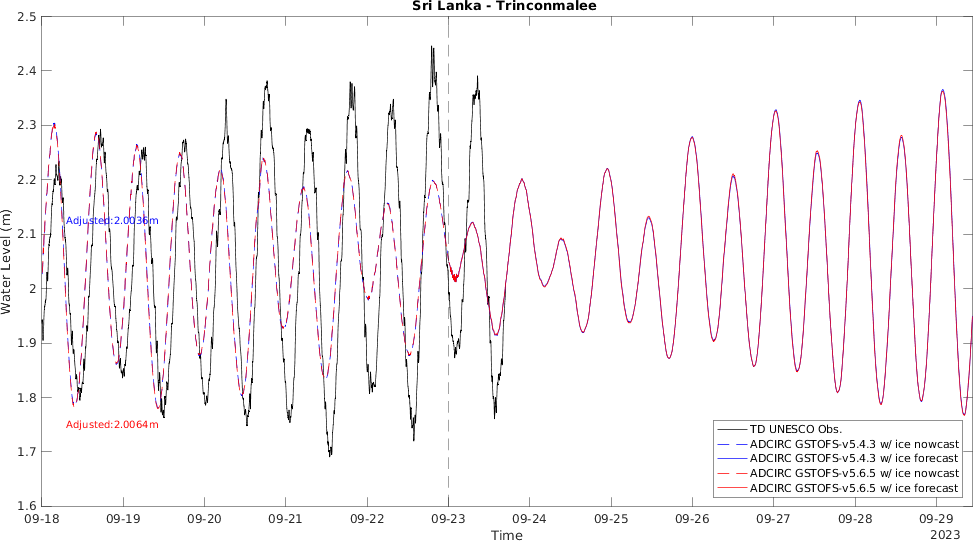 Sri Lanka - Trinconmalee
2.5
2.4
2.3
2.2
2.1
2
1.9
1.8
1.7
1.6
Water Level (m)
Adjusted:2.0036m
Adjusted:2.0064m
TD UNESCO Obs.
ADCIRC GSTOFS-v5.4.3 w/ ice nowcast
ADCIRC GSTOFS-v5.4.3 w/ ice forecast
ADCIRC GSTOFS-v5.6.5 w/ ice nowcast
ADCIRC GSTOFS-v5.6.5 w/ ice forecast
09-18 09-19 09-20 09-21 09-22 09-23 09-24 09-25 09-26 09-27 09-28 09-29
2023
Time